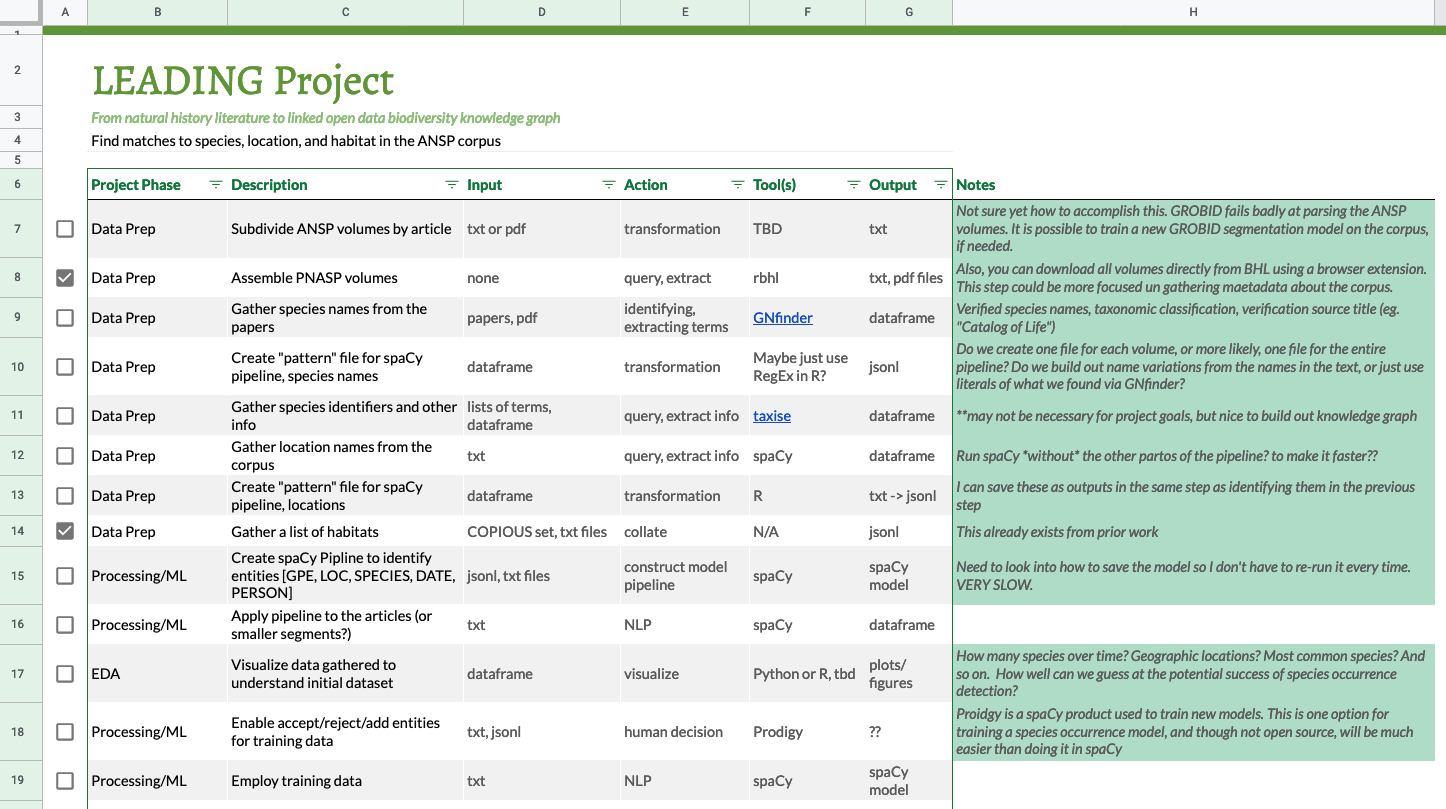 A B C D E F G H
1
2 LEADING Project
3 From natural history literature to linked open data biodiversity knowledge graph
4 Find matches to species, location, and habitat in the ANSP corpus
5
6 Project Phase Description Input Action Tool(s) Output Notes
7 Data Prep Subdivide ANSP volumes by article txt or pdf transformation TBD txt
Not sure yet how to accomplish this. GROBID fails badly at parsing the ANSP
volumes. It is possible to train a new GROBID segmentation model on the corpus,
if needed.
8 Data Prep Assemble PNASP volumes none query, extract rbhl txt, pdf files
Also, you can download all volumes directly from BHL using a browser extension.
This step could be more focused un gathering maetadata about the corpus.
9 Data Prep
Gather species names from the
papers
papers, pdf
identifying,
extracting terms
GNfinder dataframe
Verified species names, taxonomic classification, verification source title (eg.
"Catalog of Life")
10 Data Prep
Create "pattern" file for spaCy
pipeline, species names
dataframe transformation
Maybe just use
RegEx in R?
jsonl
Do we create one file for each volume, or more likely, one file for the entire
pipeline? Do we build out name variations from the names in the text, or just use
literals of what we found via GNfinder?
11 Data Prep
Gather species identifiers and other
info
lists of terms,
dataframe
query, extract info taxise dataframe
**may not be necessary for project goals, but nice to build out knowledge graph
12 Data Prep
Gather location names from the
corpus
txt query, extract info spaCy dataframe
Run spaCy *without* the other partos of the pipeline? to make it faster??
13 Data Prep
Create "pattern" file for spaCy
pipeline, locations
dataframe transformation R txt -> jsonl
I can save these as outputs in the same step as identifying them in the previous
step
14 Data Prep Gather a list of habitats COPIOUS set, txt files collate N/A jsonl
This already exists from prior work
15 Processing/ML
Create spaCy Pipline to identify
entities [GPE, LOC, SPECIES, DATE,
PERSON]
jsonl, txt files
construct model
pipeline
spaCy
spaCy
model
Need to look into how to save the model so I don't have to re-run it every time.
VERY SLOW.
16 Processing/ML
Apply pipeline to the articles (or
smaller segments?)
txt NLP spaCy dataframe
17 EDA
Visualize data gathered to
understand initial dataset
dataframe visualize Python or R, tbd
plots/
figures
How many species over time? Geographic locations? Most common species? And
so on. How well can we guess at the potential success of species occurrence
detection?
18 Processing/ML
Enable accept/reject/add entities
for training data
txt, jsonl human decision Prodigy ??
Proidgy is a spaCy product used to train new models. This is one option for
training a species occurrence model, and though not open source, will be much
easier than doing it in spaCy
19 Processing/ML Employ training data txt NLP spaCy
spaCy
model